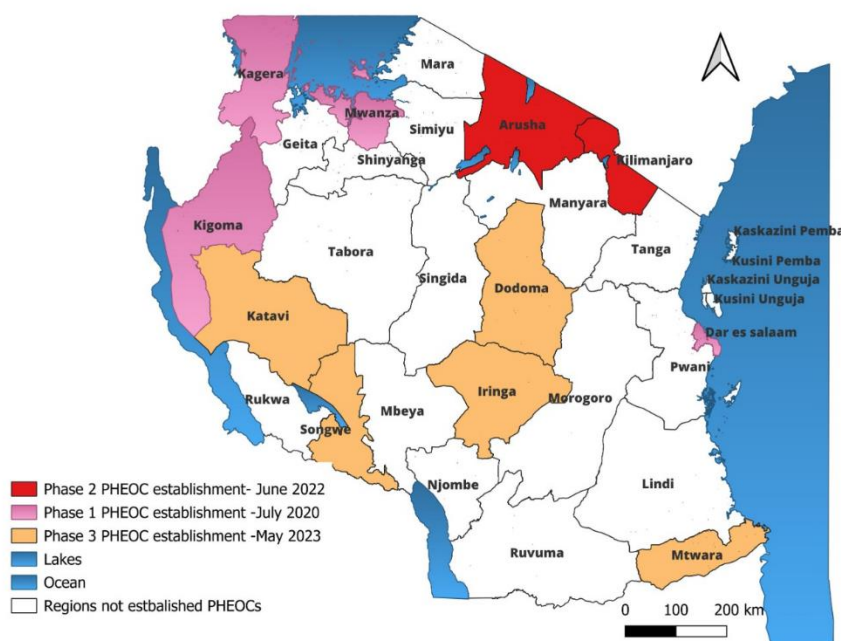 Mara
Kagera
Mwanza
Simiyu
Arusha
Geita
Shinyanga
Kilimanjaro
Kigoma
Manyara
Tabora
Singida
Tanga
Kaskazini Pemba
Kusini Pemba
Kaskazini Unguja
Kusini Unguja
Dodoma
Katavi
Dar es salaam
Pwani
Rukwa
Iringa
Mbeya
Morogoro
Songwe
Njombe
Lindi
Ruvuma
Mtwara
Phase 2 PHEOC establishment- June 2022
Phase 1 PHEOC establishment -July 2020
Phase 3 PHEOC establishment -May 2023
Lakes
Ocean
Regions not estbalished PHEOCs
0 100 200 km